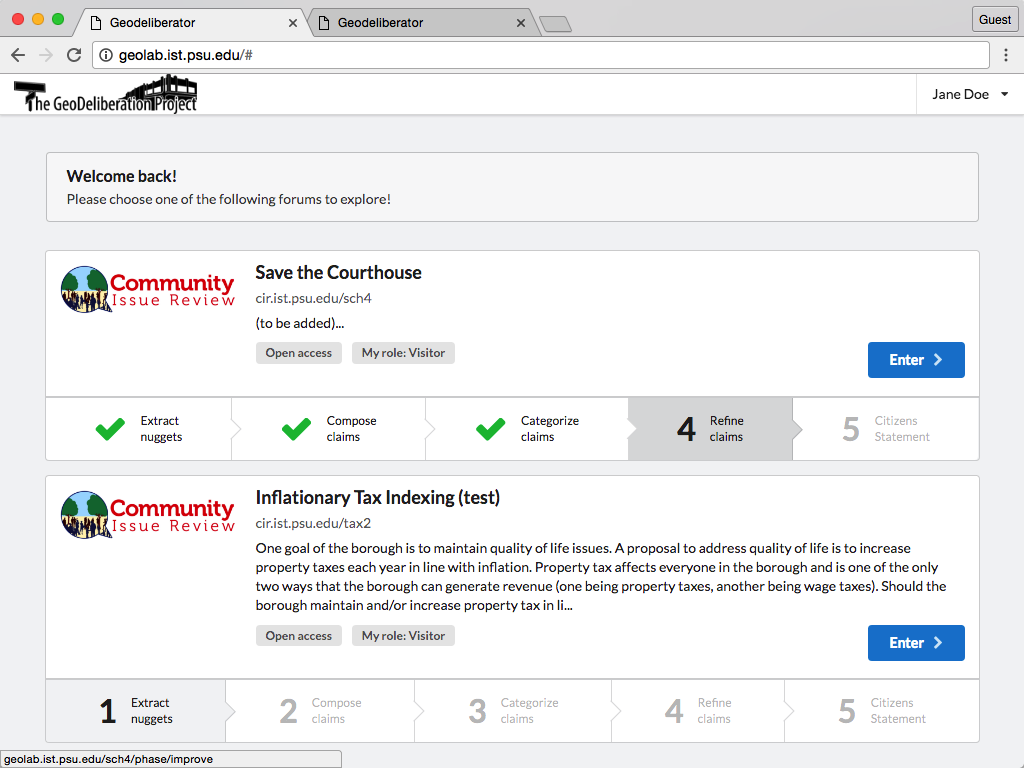 Geodeliberator
Geodeliberator
Guest
geolab.ist.psu.edu/#
The GeoDeliberation Project
Jane Doe
Welcome back!
Please choose one of the following forums to explore!
Community
Issue Review
Save the Courthouse
cir.ist.psu.edu/sch4
(to be added)...
Open access
My role: Visitor
Enter
Extract
nuggets
Compose
claims
Categorize
claims
4
Refine
claims
5
Citizens
Statement
Community
Issue Review
Inflationary Tax Indexing (test)
cir.ist.psu.edu/tax2
One goal of the borough is to maintain quality of life issues. A proposal to address quality of life is to increase
property taxes each year in line with inflation. Property tax affects everyone in the borough and is one of the only
two ways that the borough can generate revenue (one being property taxes, another being wage taxes). Should the
borough maintain and/or increase property tax in li...
Open access
My role: Visitor
Enter
1
Extract
nuggets
2
Compose
claims
3
Categorize
claims
4
Refine
claims
5
Citizens
Statement
geolab.ist.psu.edu/sch4/phase/improve